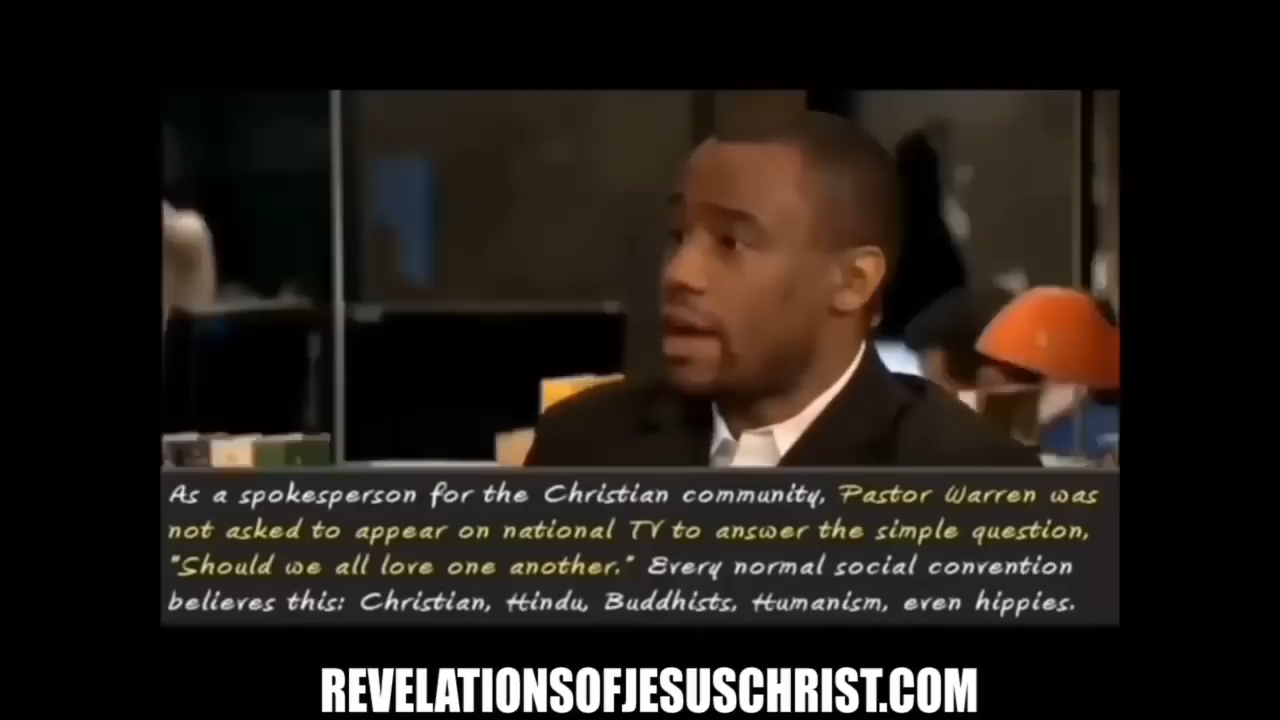 As a spokesperson for the Christian community, Pastor Warren was
not asked to appear on national TV to answer the simple question,
"Should we all love one another." Every normal social convention
believes this: Christian, Hindu, Buddhists, Humanism, even hippies.
REVELATIONSOFJESUSCHRIST.COM